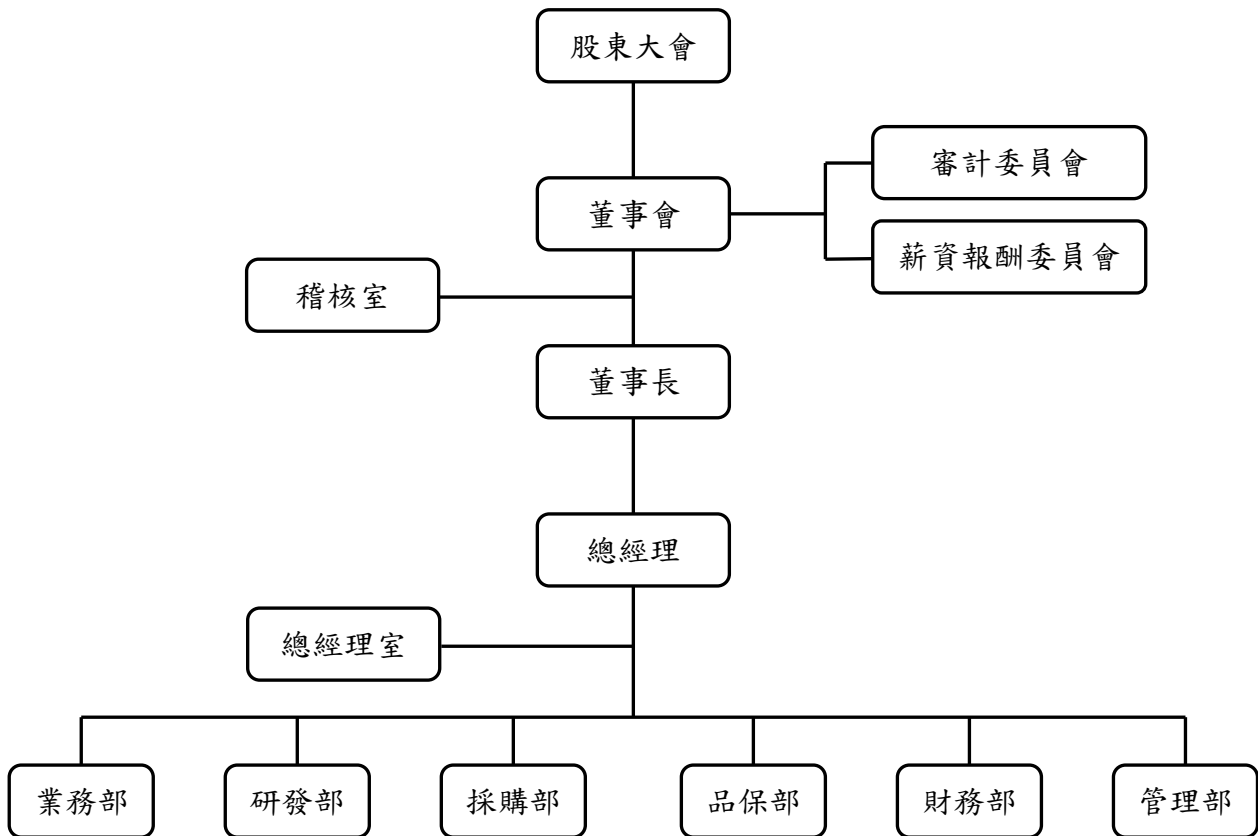 股東大會
審計委員會
董事會
薪資報酬委員會
稽核室
董事長
總經理
總經理室
業務部
研發部
採購部
品保部
財務部
管理部